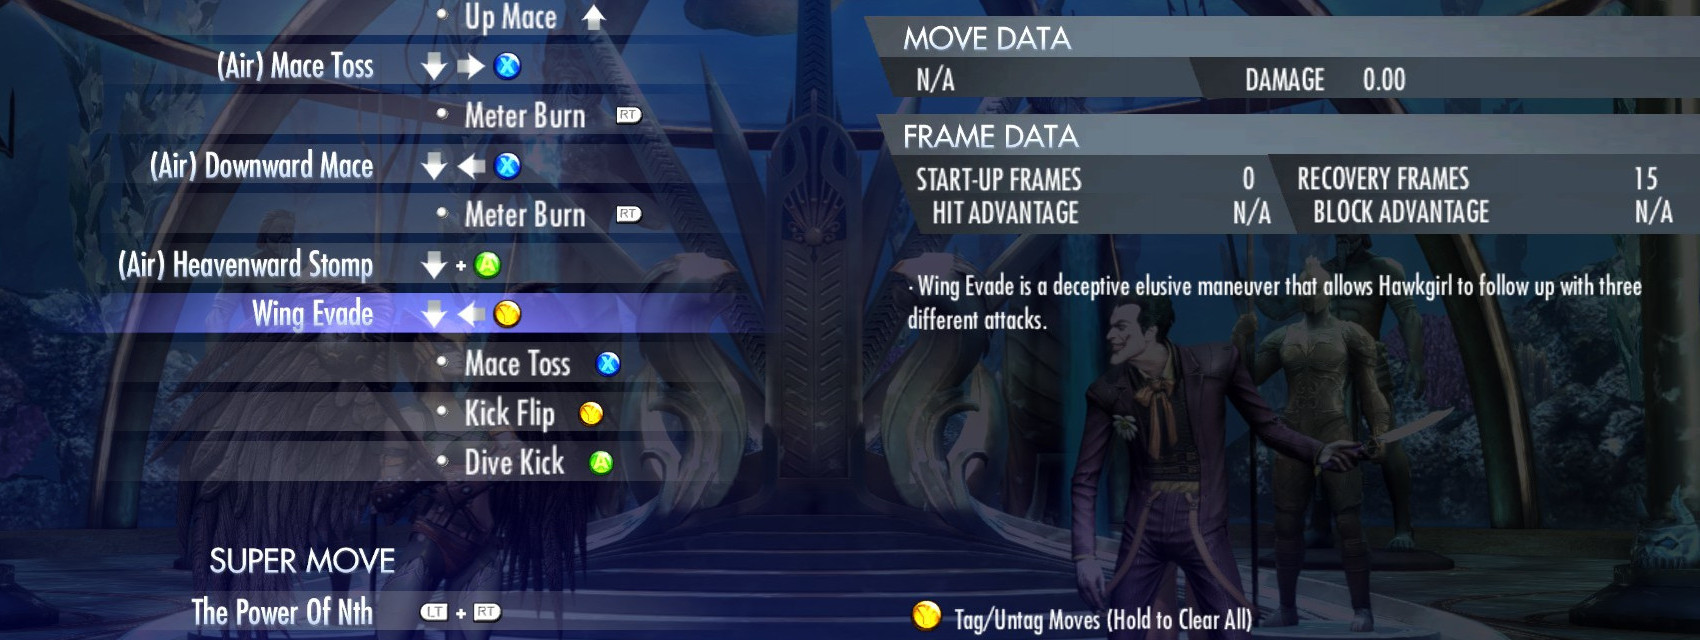 Up Mace
(Air) Mace Toss X
Meter Burn RT
(Air) Downward Mace X
Meter Burn RT
(Air) Heavenward Stomp + A
Wing Evade Y
Mace Toss X
Kick Flip Y
Dive Kick A
SUPER MOVE
The Power Of Nth LT + RT
MOVE DATA
N/A DAMAGE 0.00
FRAME DATA
START-UP FRAMES 0 RECOVERY FRAMES 15
HIT ADVANTAGE N/A BLOCK ADVANTAGE N/A
· Wing Evade is a deceptive elusive maneuver that allows Hawkgirl to follow up with three
different attacks.
Y Tag/Untag Moves (Hold to Clear All)